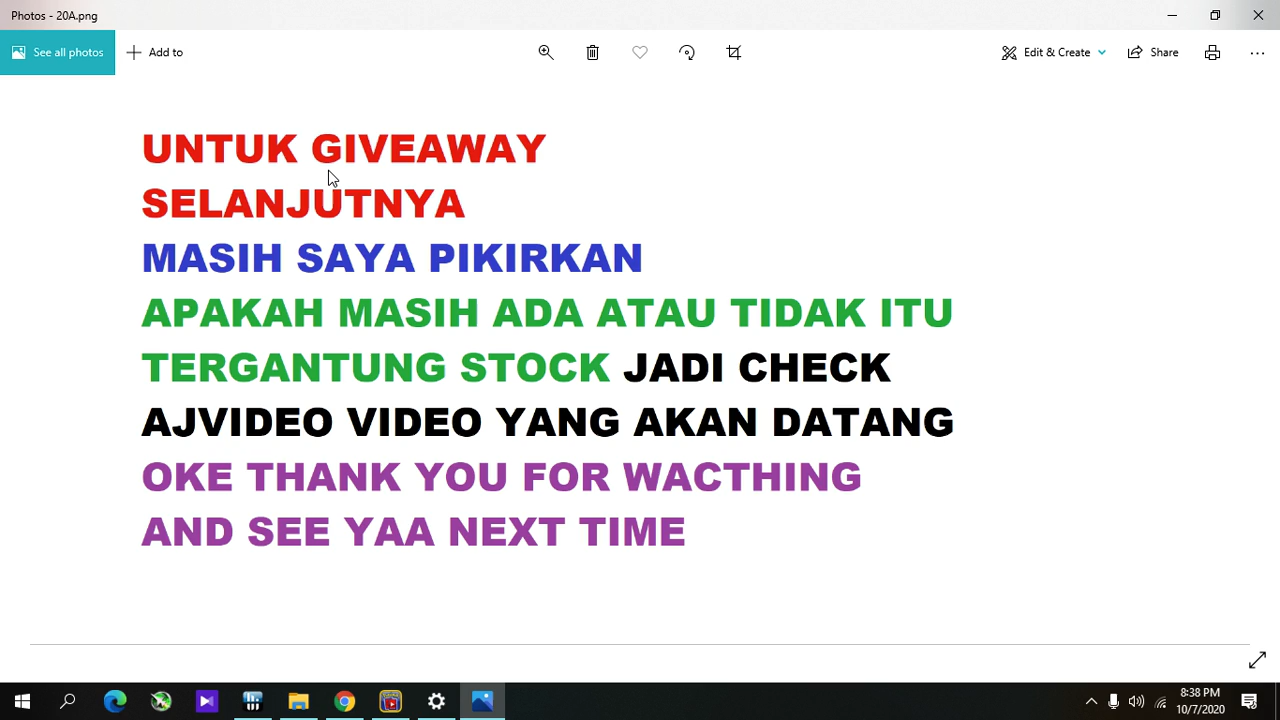 Photos - 20A.png
See all photos
Add to
Edit & Create
Share
UNTUK GIVEAWAY
SELANJUTNYA
MASIH SAYA PIKIRKAN
APAKAH MASIH ADA ATAU TIDAK ITU
TERGANTUNG STOCK JADI CHECK
AJVIDEO VIDEO YANG AKAN DATANG
OKE THANK YOU FOR WACTHING
AND SEE YAA NEXT TIME
8:38 PM
10/7/2020